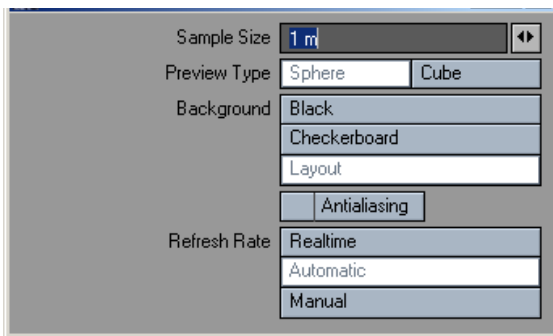 Sample Size 1 m
Preview Type Sphere Cube
Background Black
Checkerboard
Layout
Antialiasing
Refresh Rate Realtime
Automatic
Manual